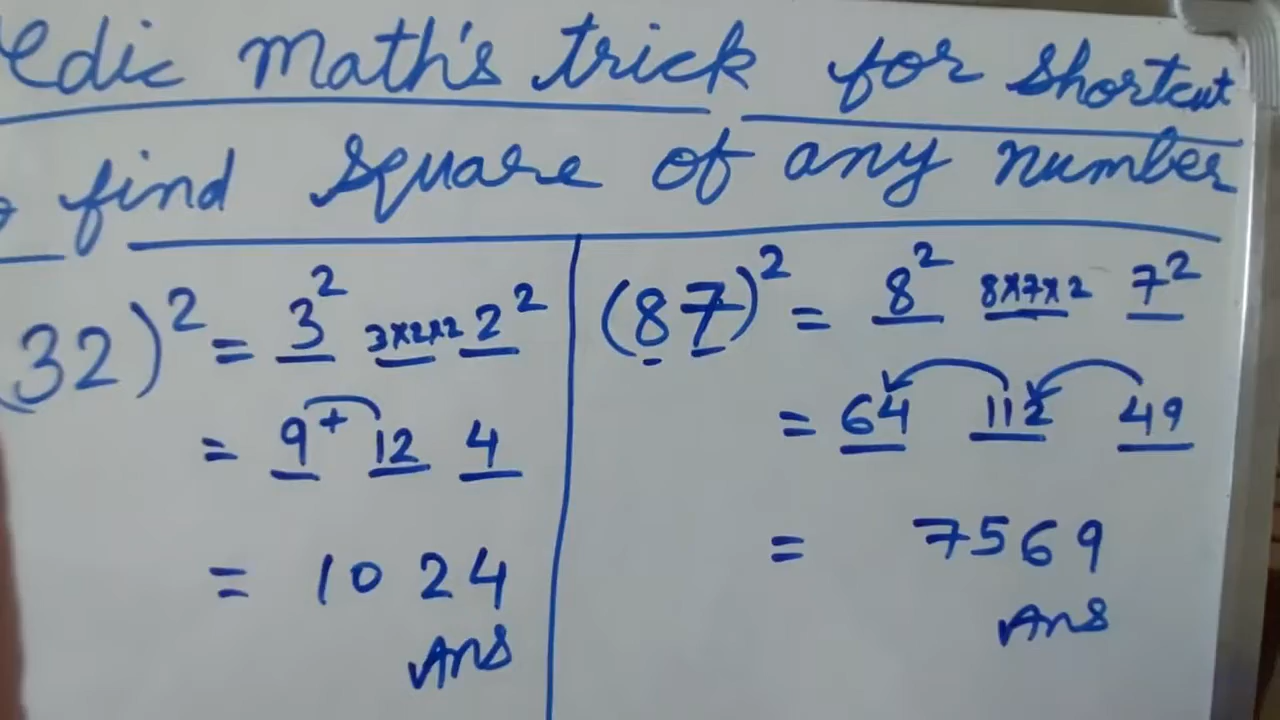 edic Math's trick for Shortcut
find Square of any number
32)² = 3² 3×2×2 2²
= 9 + 12 4
= 1024
Ans
(87)² = 8² 8×7×2 7²
= 64 112 49
= 7569
Ans